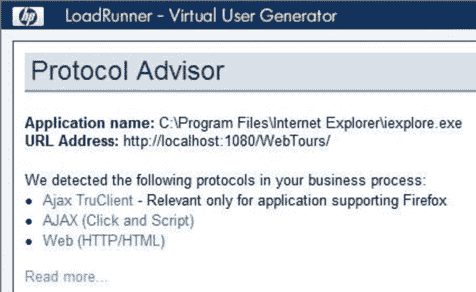 hp LoadRunner - Virtual User Generator
Protocol Advisor
Application name: C:\Program Files\Internet Explorer\iexplore.exe
URL Address: http://localhost:1080/WebTours/
We detected the following protocols in your business process:
• Ajax TruClient - Relevant only for application supporting Firefox
• AJAX (Click and Script)
• Web (HTTP/HTML)
Read more...